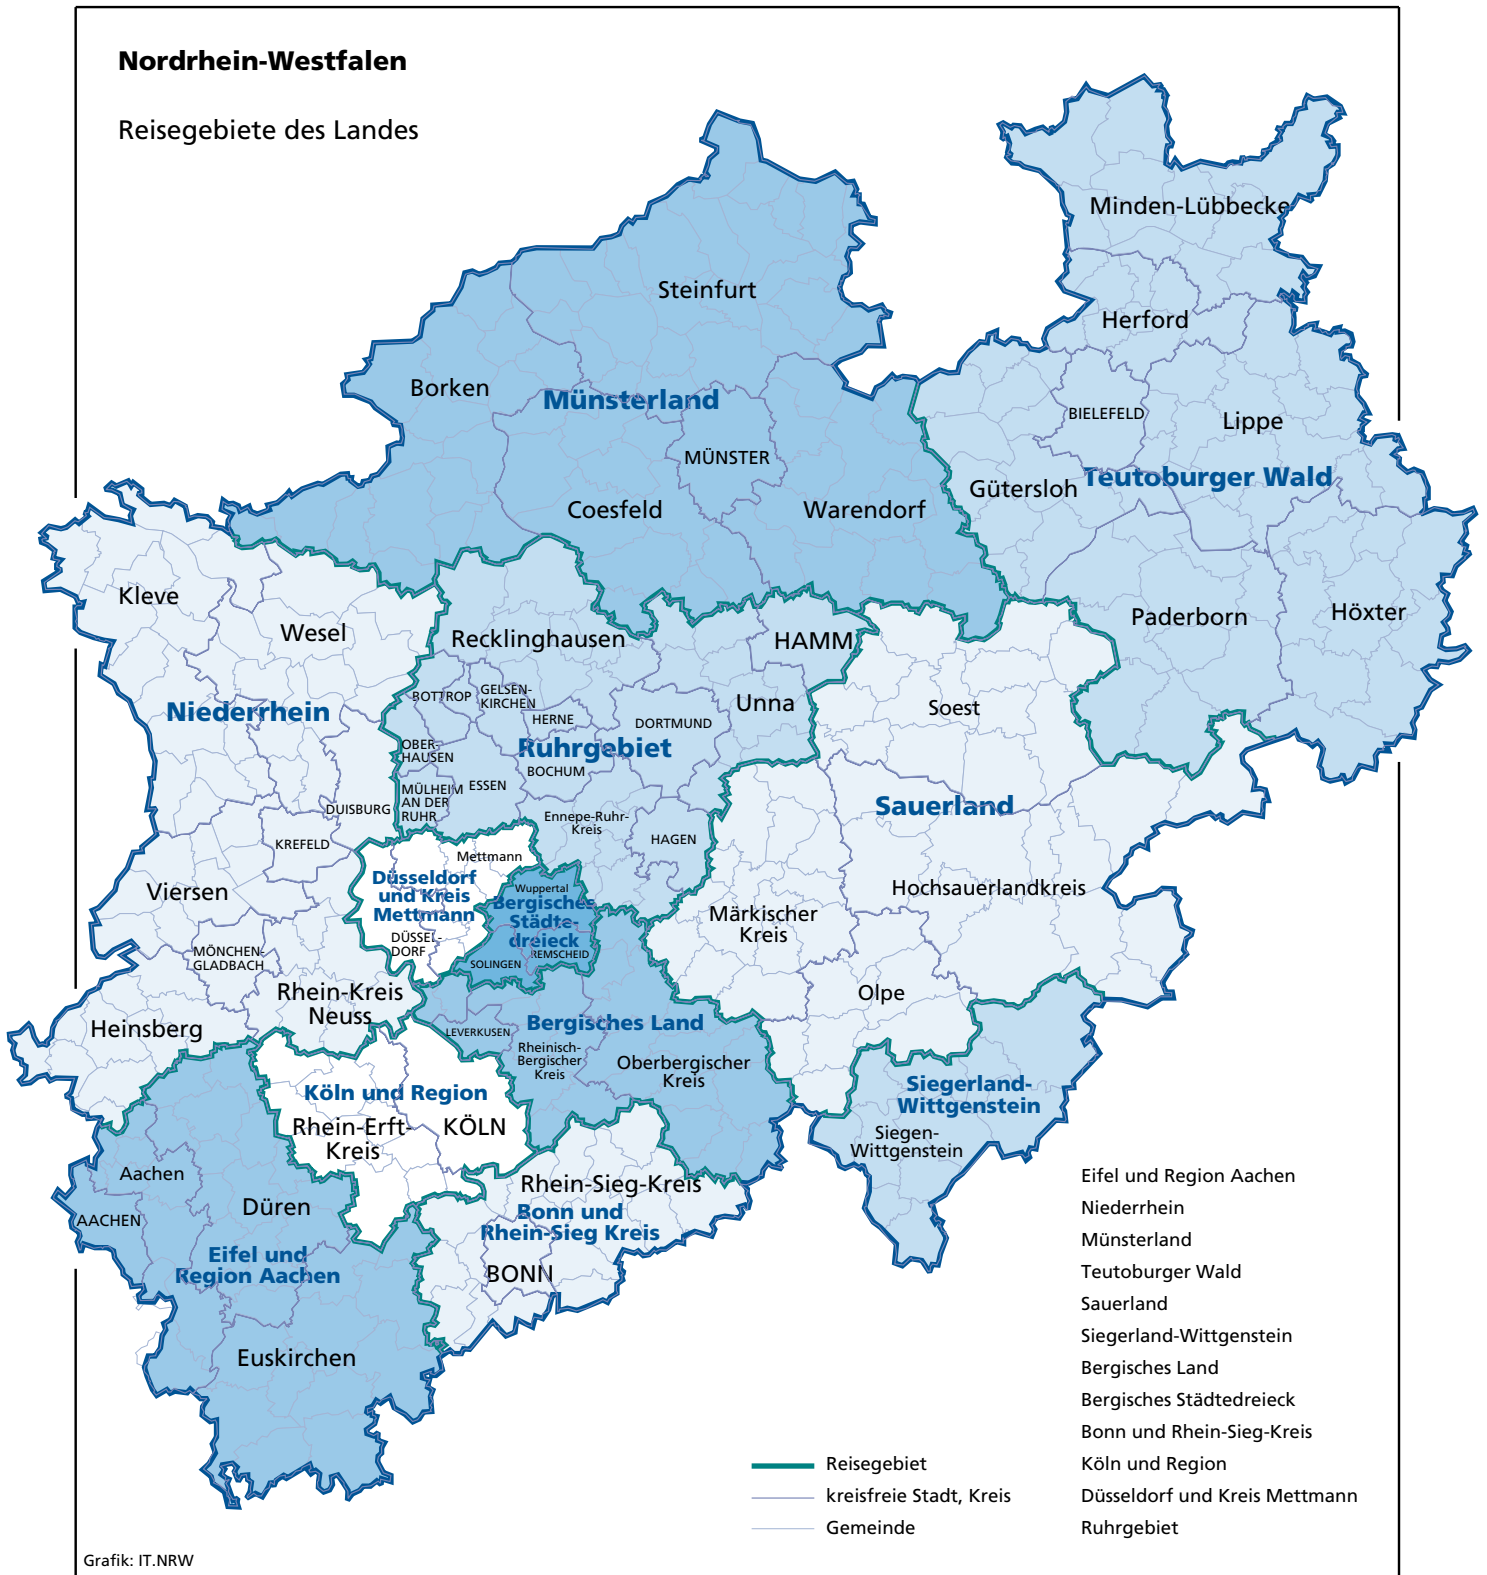 Nordrhein-Westfalen
Reisegebiete des Landes
Minden-Lübbecke
Steinfurt
Herford
Borken
Münsterland
BIELEFELD
Lippe
MÜNSTER
Teutoburger Wald
Gütersloh
Coesfeld
Warendorf
Kleve
Wesel
Recklinghausen
HAMM
Paderborn
Höxter
BOTTROP
GELSEN-
KIRCHEN
Unna
Soest
Niederrhein
HERNE
DORTMUND
OBER-
HAUSEN
Ruhrgebiet
BOCHUM
MÜLHEIM
AN DER
RUHR
ESSEN
DUISBURG
Sauerland
Ennepe-Ruhr-
Kreis
KREFELD
HAGEN
Mettmann
Düsseldorf
und Kreis
Mettmann
Viersen
Wuppertal
Bergisches
Städte-
dreieck
Hochsauerlandkreis
Märkischer
Kreis
DÜSSEL-
DORF
REMSCHEID
SOLINGEN
MÖNCHEN-
GLADBACH
Rhein-Kreis
Neuss
Olpe
Heinsberg
Bergisches Land
LEVERKUSEN
Rheinisch-
Bergischer
Kreis
Oberbergischer
Kreis
Köln und Region
Siegerland-
Wittgenstein
Rhein-Erft-
Kreis
KÖLN
Siegen-
Wittgenstein
Aachen
Rhein-Sieg-Kreis
AACHEN
Düren
Bonn und
Rhein-Sieg Kreis
Eifel und
Region Aachen
BONN
Euskirchen
Eifel und Region Aachen
Niederrhein
Münsterland
Teutoburger Wald
Sauerland
Siegerland-Wittgenstein
Bergisches Land
Bergisches Städtedreieck
Bonn und Rhein-Sieg-Kreis
Köln und Region
Düsseldorf und Kreis Mettmann
Ruhrgebiet
Reisegebiet
kreisfreie Stadt, Kreis
Gemeinde
Grafik: IT.NRW